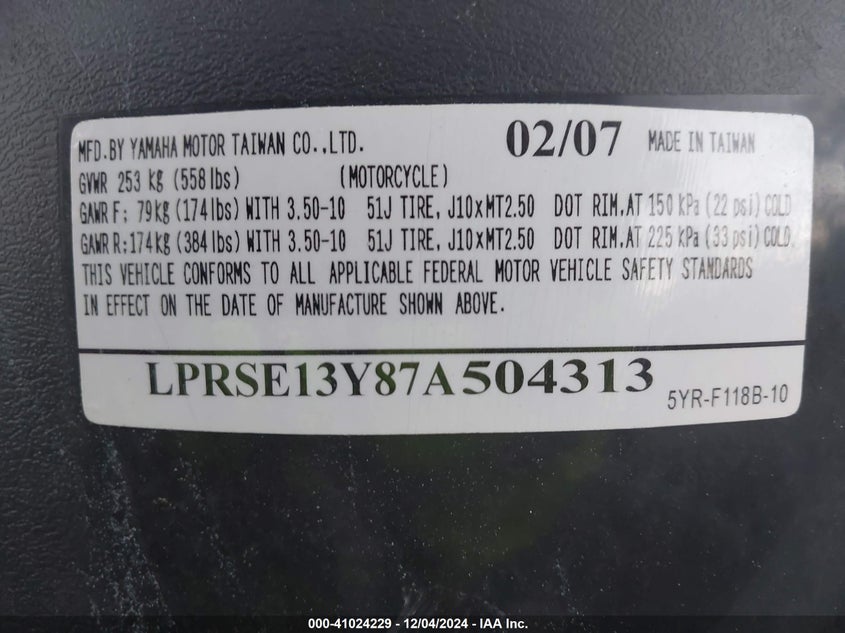 MFD.BY YAMAHA MOTOR TAIWAN CO.,LTD. 02/07 MADE IN TAIWAN
GVWR 253 kg (558 lbs) (MOTORCYCLE)
GAWR F: 79kg (174 lbs) WITH 3.50-10 51J TIRE, J10xMT2.50 DOT RIM.AT 150 kPa (22 psi) COLD
GAWR R:174kg (384 lbs) WITH 3.50-10 51J TIRE, J10xMT2.50 DOT RIM.AT 225 kPa (33 psi) COLD.
THIS VEHICLE CONFORMS TO ALL APPLICABLE FEDERAL MOTOR VEHICLE SAFETY STANDARDS
IN EFFECT ON THE DATE OF MANUFACTURE SHOWN ABOVE.
LPRSE13Y87A504313
5YR-F118B-10
000-41024229 - 12/04/2024 - IAA Inc.